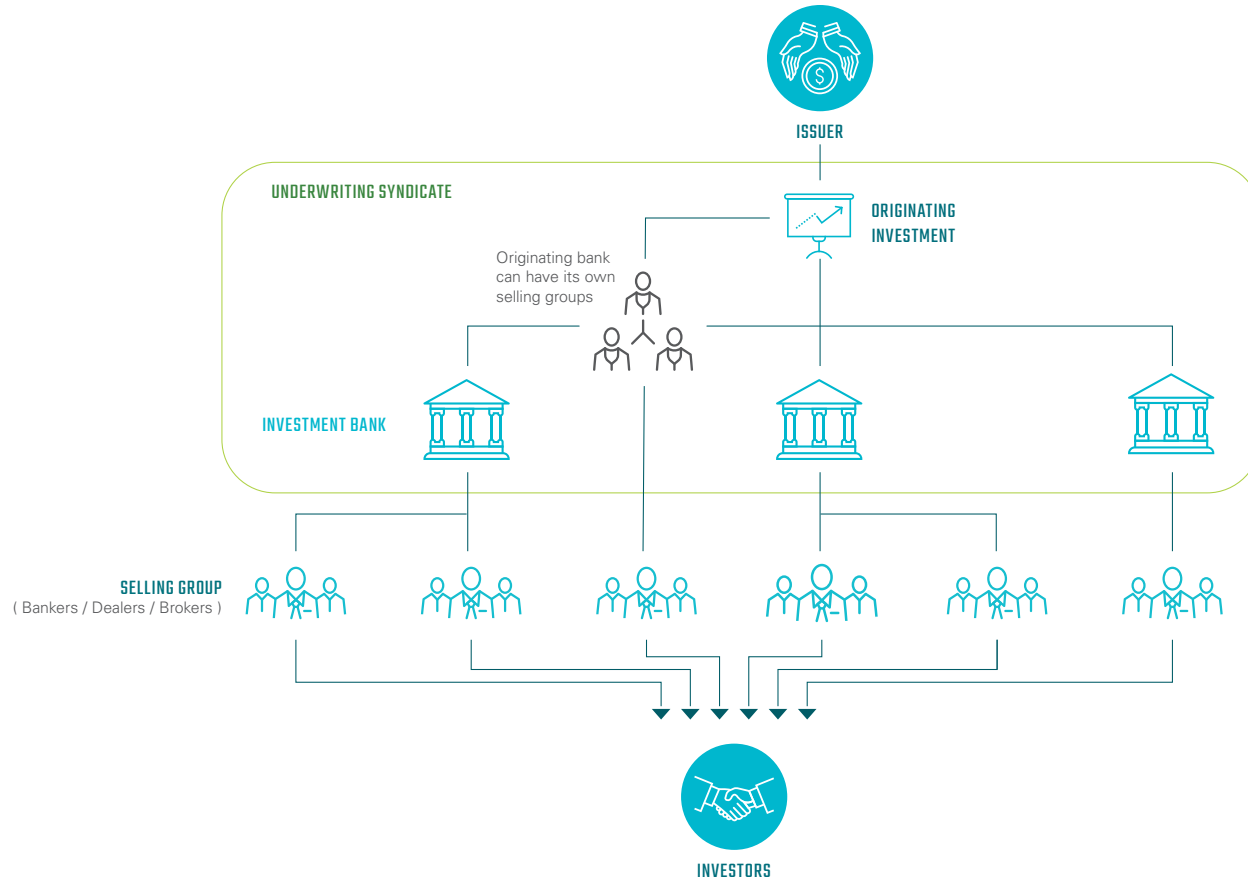 $
ISSUER
UNDERWRITING SYNDICATE
ORIGINATING
INVESTMENT
Originating bank
can have its own
selling groups
INVESTMENT BANK
SELLING GROUP
( Bankers / Dealers / Brokers )
INVESTORS